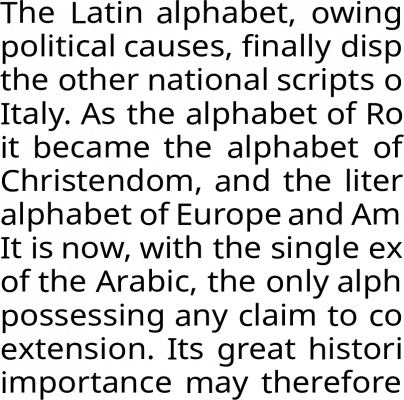 The Latin alphabet, owing
political causes, finally disp
the other national scripts o
Italy. As the alphabet of Ro
it became the alphabet of
Christendom, and the liter
alphabet of Europe and Am
It is now, with the single ex
of the Arabic, the only alph
possessing any claim to co
extension. Its great histori
importance may therefore